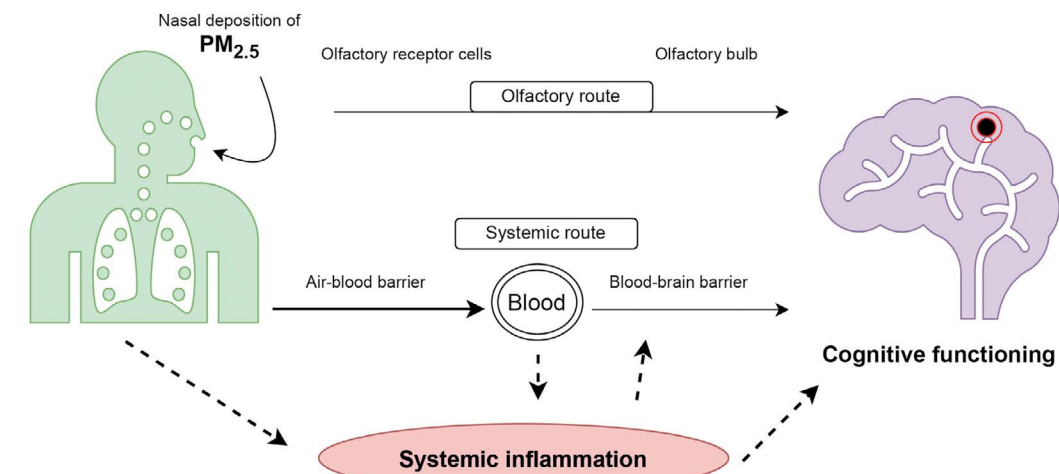 Nasal deposition of
PM2.5
Olfactory receptor cells
Olfactory bulb
Olfactory route
Systemic route
Air-blood barrier
Blood
Blood-brain barrier
Cognitive functioning
Systemic inflammation